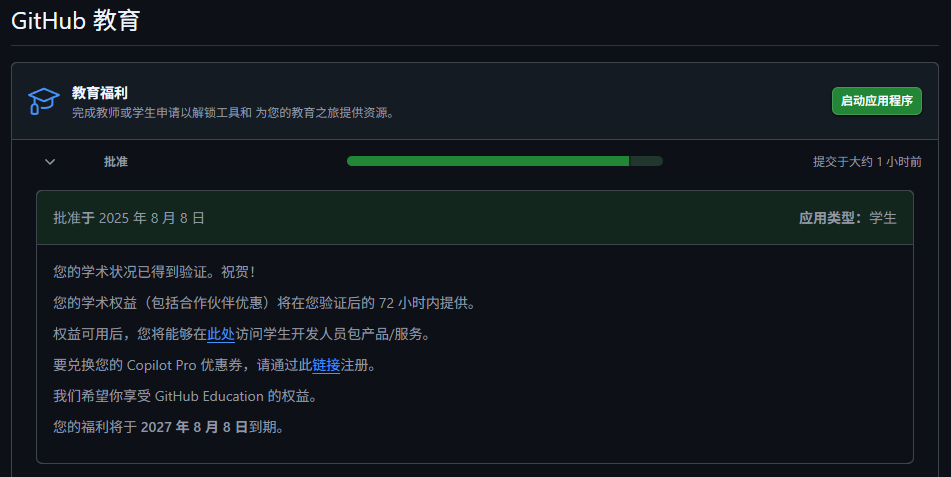 GitHub 教育
教育福利
完成教师或学生申请以解锁工具和 为您的教育之旅提供资源。
启动应用程序
批准
提交于大约 1 小时前
批准于 2025 年 8 月 8 日
应用类型：学生
您的学术状况已得到验证。祝贺！
您的学术权益（包括合作伙伴优惠）将在您验证后的 72 小时内提供。
权益可用后，您将能够在此处访问学生开发人员包产品/服务。
要兑换您的 Copilot Pro 优惠券，请通过此链接注册。
我们希望你享受 GitHub Education 的权益。
您的福利将于 2027 年 8 月 8 日到期。